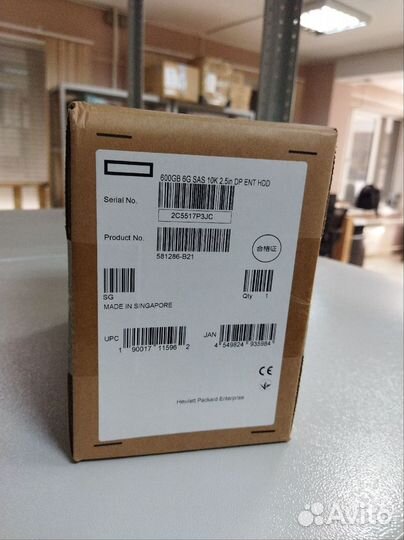 600GB 6G SAS 10K 2.5in DP ENT HDD
Serial No.
2C5517P3JC
Product No.
581286-B21
合格证
SG
Qty 1
MADE IN SINGAPORE
UPC
1 90017 11596 2
JAN
4 549824 935984
CE
Hewlett Packard Enterprise
Avito